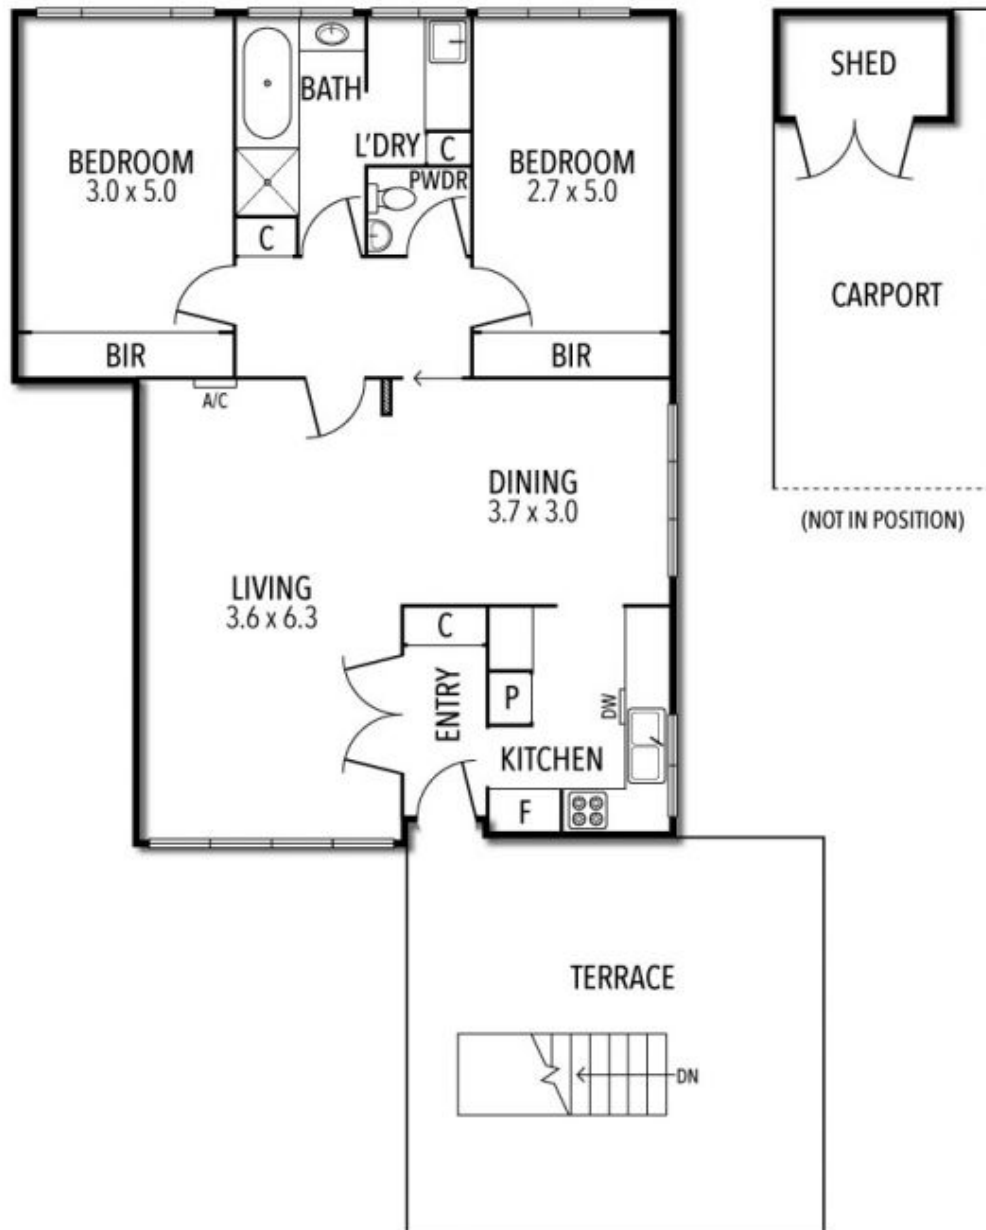 BATH
SHED
L'DRY
C
BEDROOM
3.0 x 5.0
PWDR
BEDROOM
2.7 x 5.0
C
CARPORT
BIR
BIR
A/C
DINING
3.7 x 3.0
(NOT IN POSITION)
LIVING
3.6 x 6.3
C
ENTRY
P
DW
KITCHEN
F
TERRACE
DN